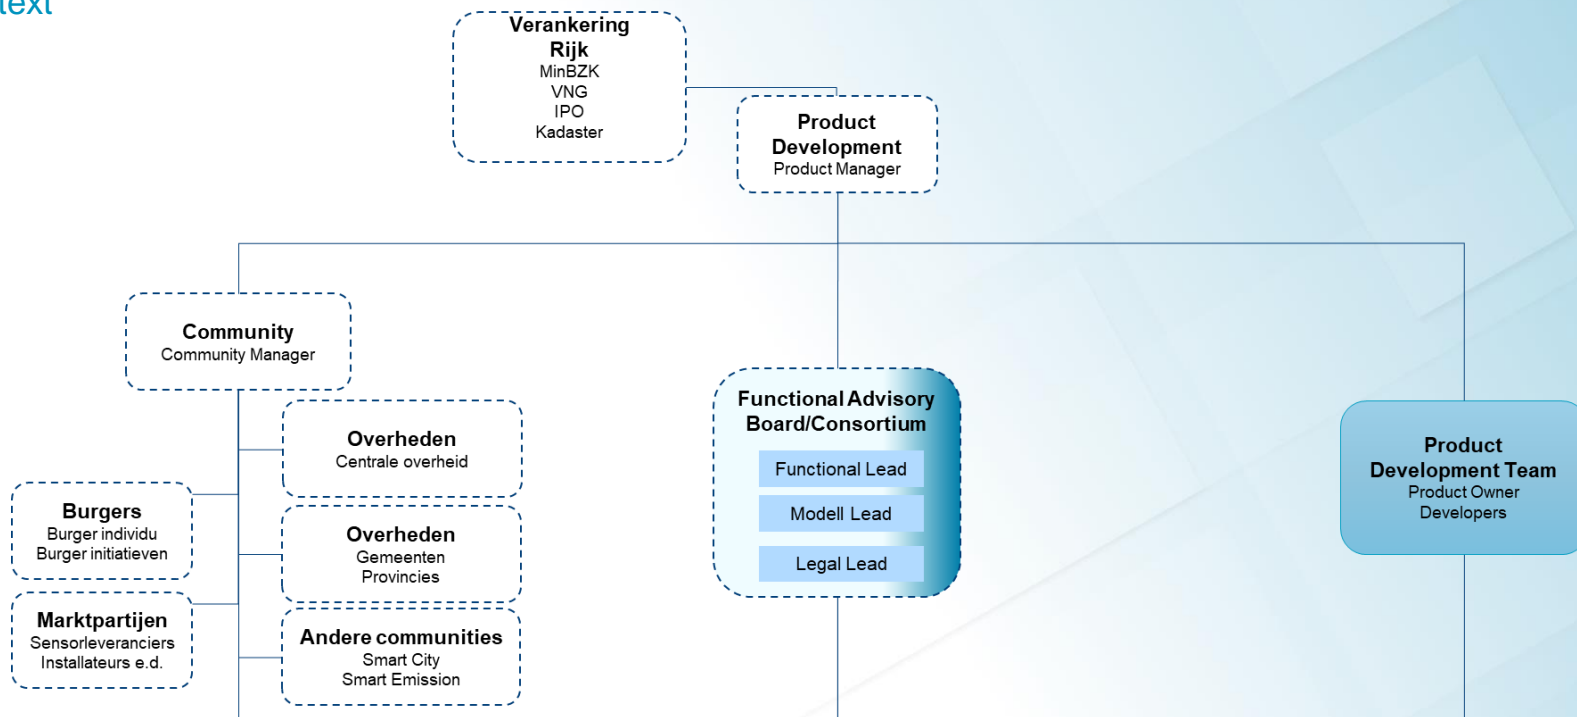 text
Verankering
Rijk
MinBZK
VNG
IPO
Kadaster
Product
Development
Product Manager
Community
Community Manager
Overheden
Centrale overheid
Burgers
Burger individu
Burger initiatieven
Overheden
Gemeenten
Provincies
Marktpartijen
Sensorleveranciers
Installateurs e.d.
Andere communities
Smart City
Smart Emission
Functional Advisory
Board/Consortium
Functional Lead
Modell Lead
Legal Lead
Product
Development Team
Product Owner
Developers